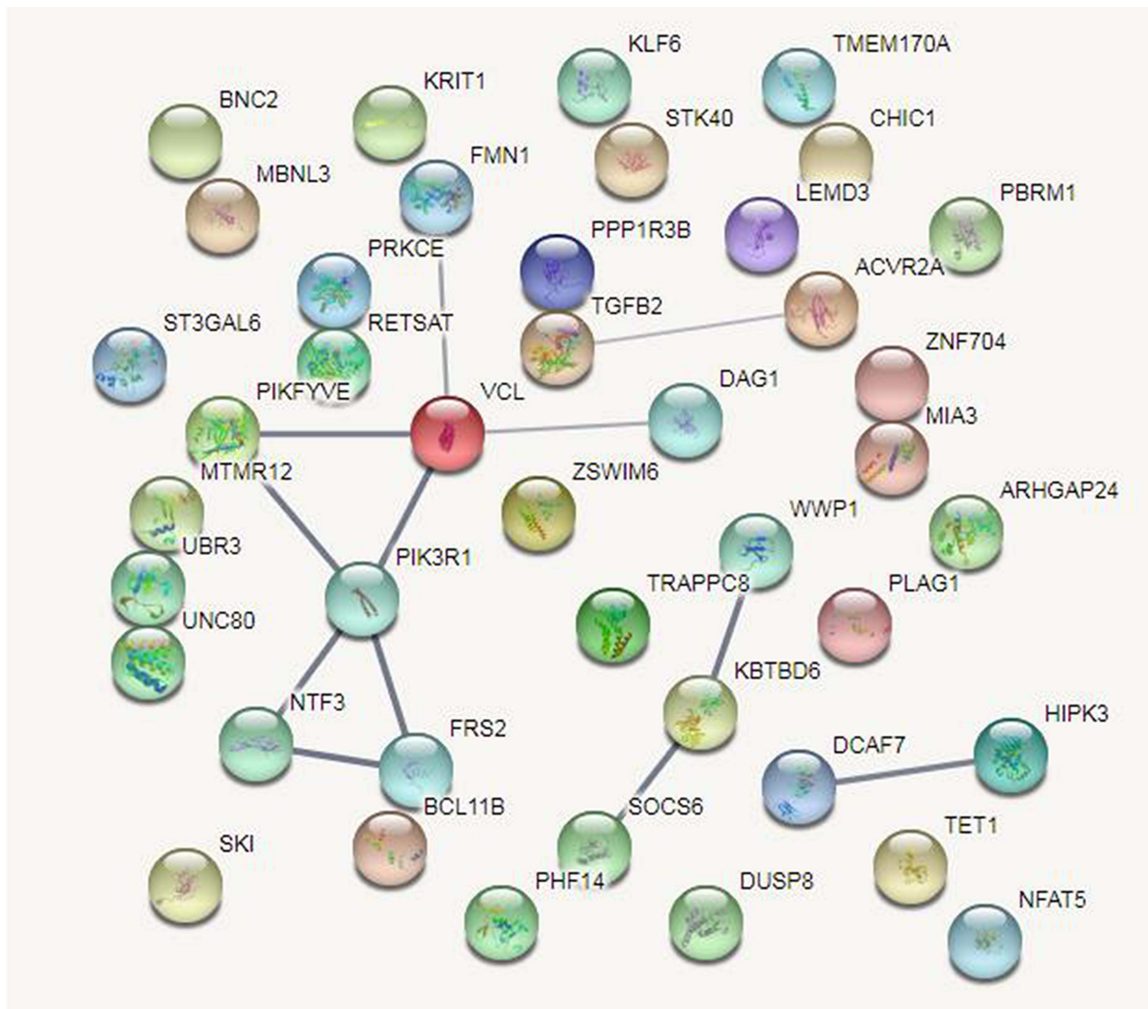 KLF6
TMEM170A
KRIT1
BNC2
STK40
CHIC1
FMN1
MBNL3
LEMD3
PBRM1
PPP1R3B
PRKCE
ACVR2A
TGFB2
ST3GAL6
RETSAT
ZNF704
DAG1
PIKFYVE
VCL
MIA3
MTMR12
ZSWIM6
ARHGAP24
WWP1
UBR3
PIK3R1
TRAPPC8
PLAG1
UNC80
KBTBD6
NTF3
HIPK3
FRS2
DCAF7
BCL11B
SOCS6
TET1
SKI
PHF14
DUSP8
NFAT5